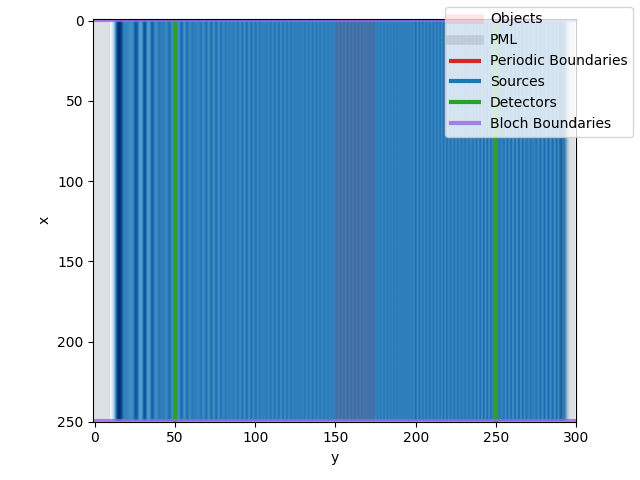 Objects
PML
Periodic Boundaries
Sources
Detectors
Bloch Boundaries
0
50
100
150
200
250
x
0
50
100
150
200
250
300
y